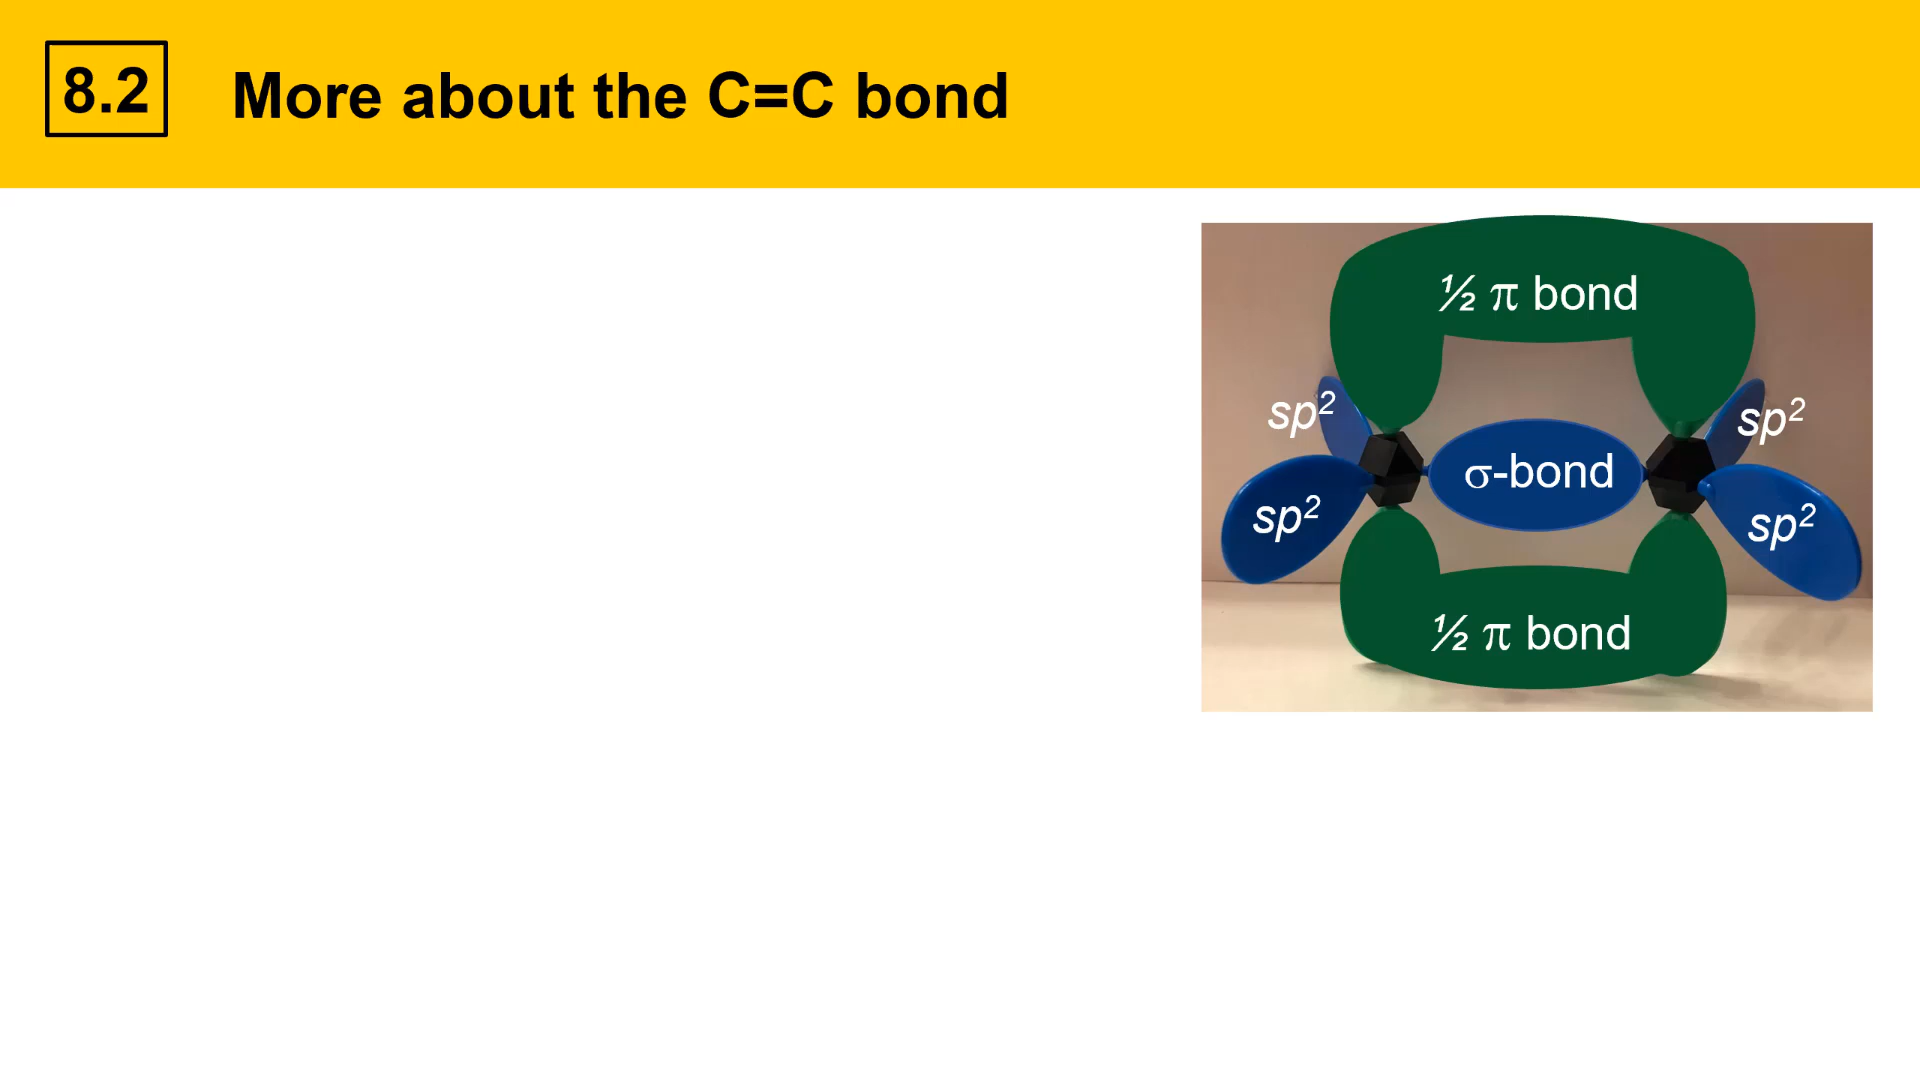 8.2 More about the C=C bond
½ π bond
sp² sp²
σ-bond
sp² sp²
½ π bond